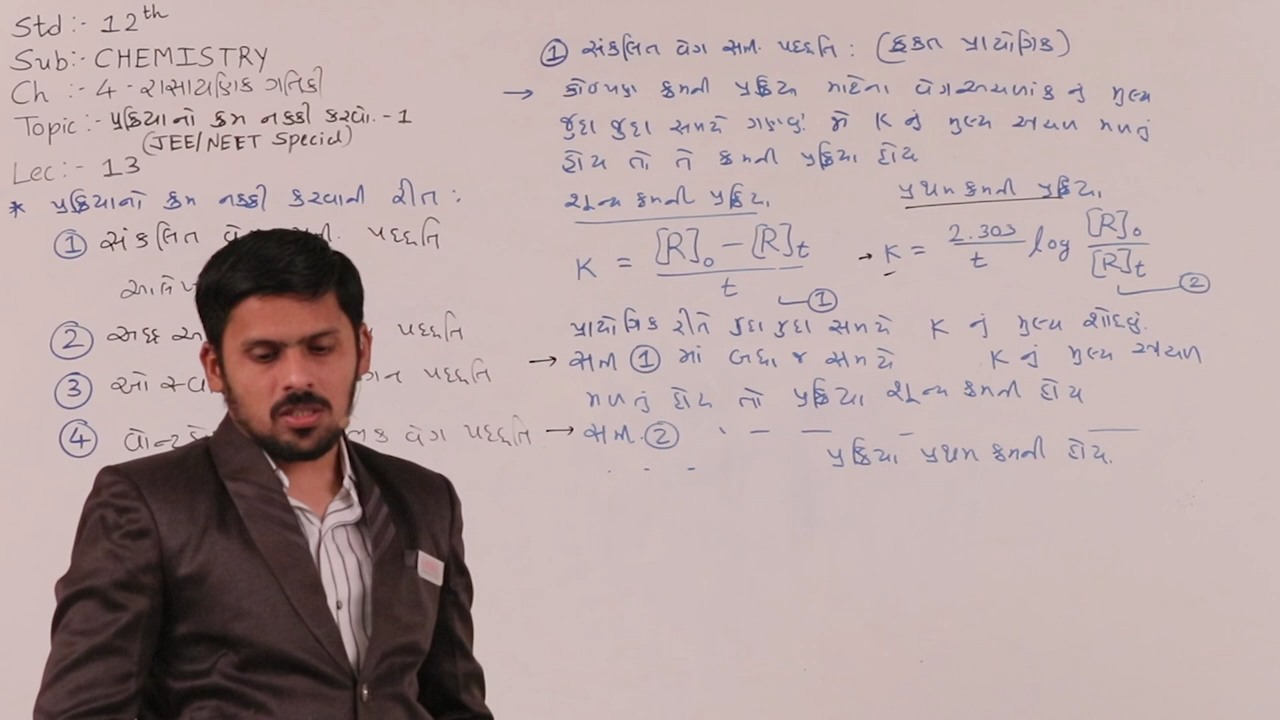 Std:- 12th
Sub:- CHEMISTRY
Ch :- 4 - રાસાયણિક ગતિકી
Topic:- પ્રક્રિયાનો ક્રમ નક્કી કરવો.-1
(JEE/NEET Special)
Lec:- 13
* પ્રક્રિયાનો ક્રમ નક્કી કરવાની રીત :
① સંકલિત વેગ સમી. પદ્ધતિ
② પદ્ધતિ
③ પદ્ધતિ
④ વેગ પદ્ધતિ
① સંકલિત વેગ સમી. પદ્ધતિ : (ફક્ત પ્રાયોગિક)
→ કોઇપણ ક્રમની પ્રક્રિયા માટેના વેગઅચળાંક નું મુલ્ય
જુદા જુદા સમયે ગણવું. જો K નું મુલ્ય અચળ મળતું
હોય તો તે ક્રમની પ્રક્રિયા હોય
શૂન્ય ક્રમની પ્રક્રિયા
K = [R]₀ - [R]t / t ①
પ્રથમ ક્રમની પ્રક્રિયા
→ K = 2.303 / t log [R]₀ / [R]t ②
પ્રાયોગિક રીતે જુદા જુદા સમયે K નું મુલ્ય શોધવું.
→ સમી ① માં બધા જ સમયે K નું મુલ્ય અચળ
મળતું હોય તો પ્રક્રિયા શૂન્ય ક્રમની હોય
→ સમી. ② — — — —
પ્રક્રિયા પ્રથમ ક્રમની હોય.